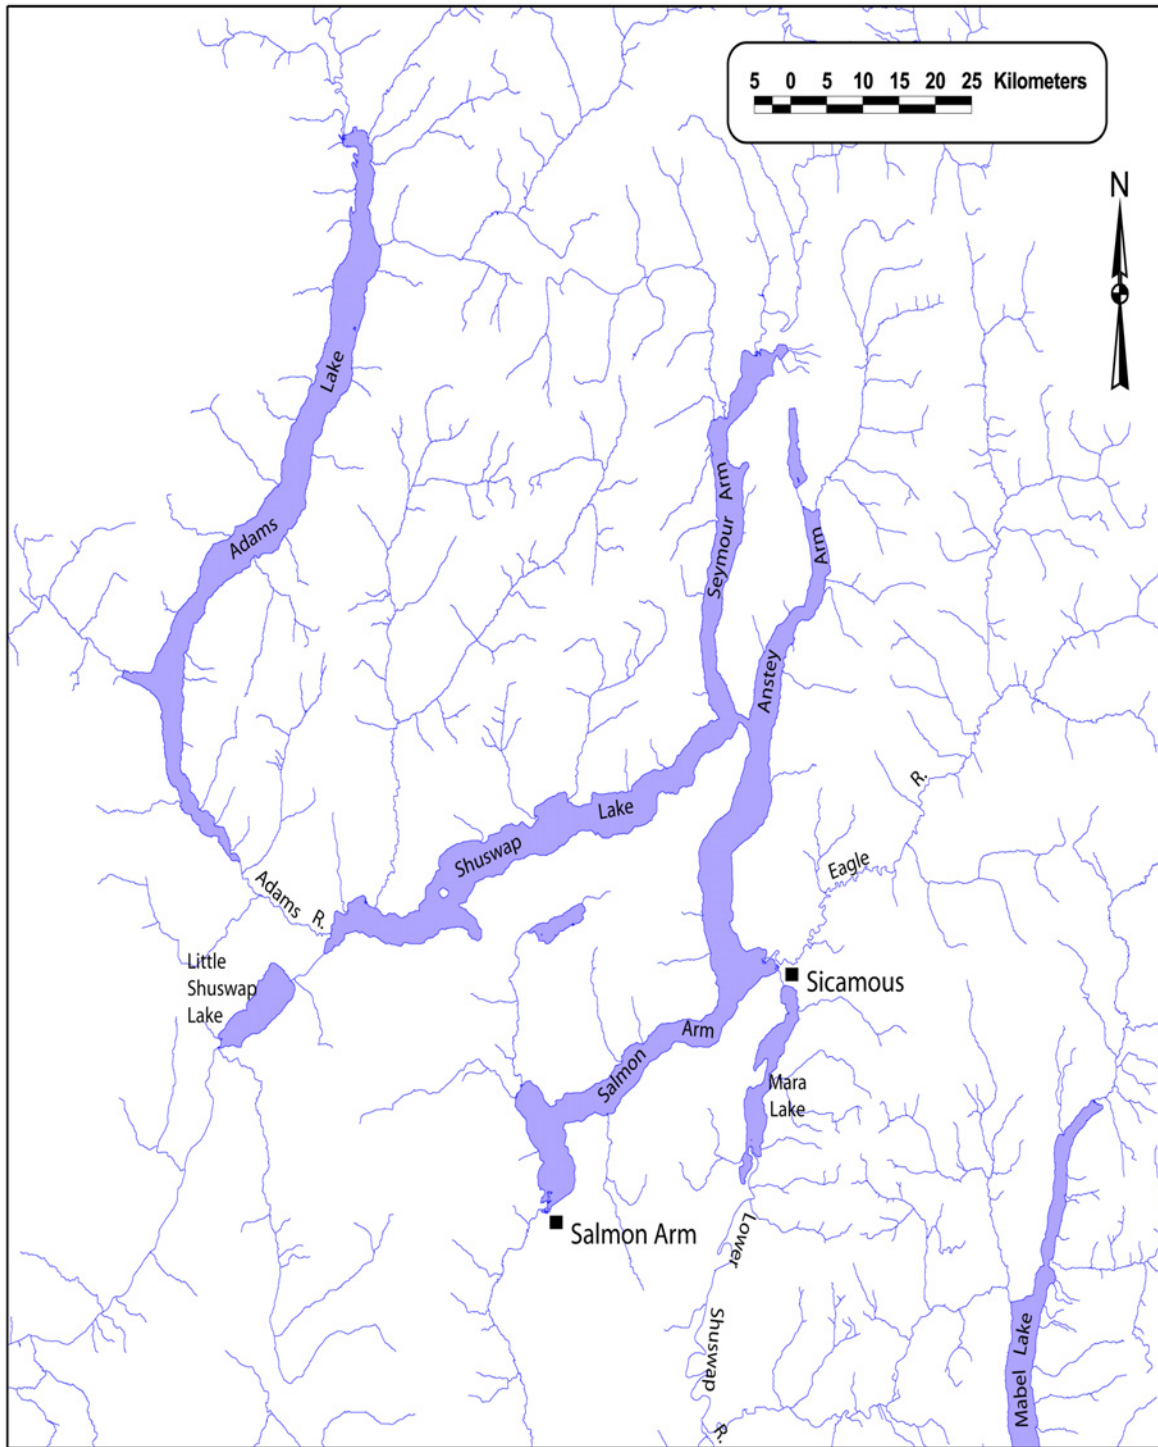 5 0 5 10 15 20 25 Kilometers
N
Lake
Adams
Seymour Arm
Arm
Anstey
R.
Lake
Shuswap
Eagle
Adams R.
Little
Shuswap
Lake
Sicamous
Arm
Salmon
Mara
Lake
Salmon Arm
Lower
Shuswap
R.
Mabel Lake